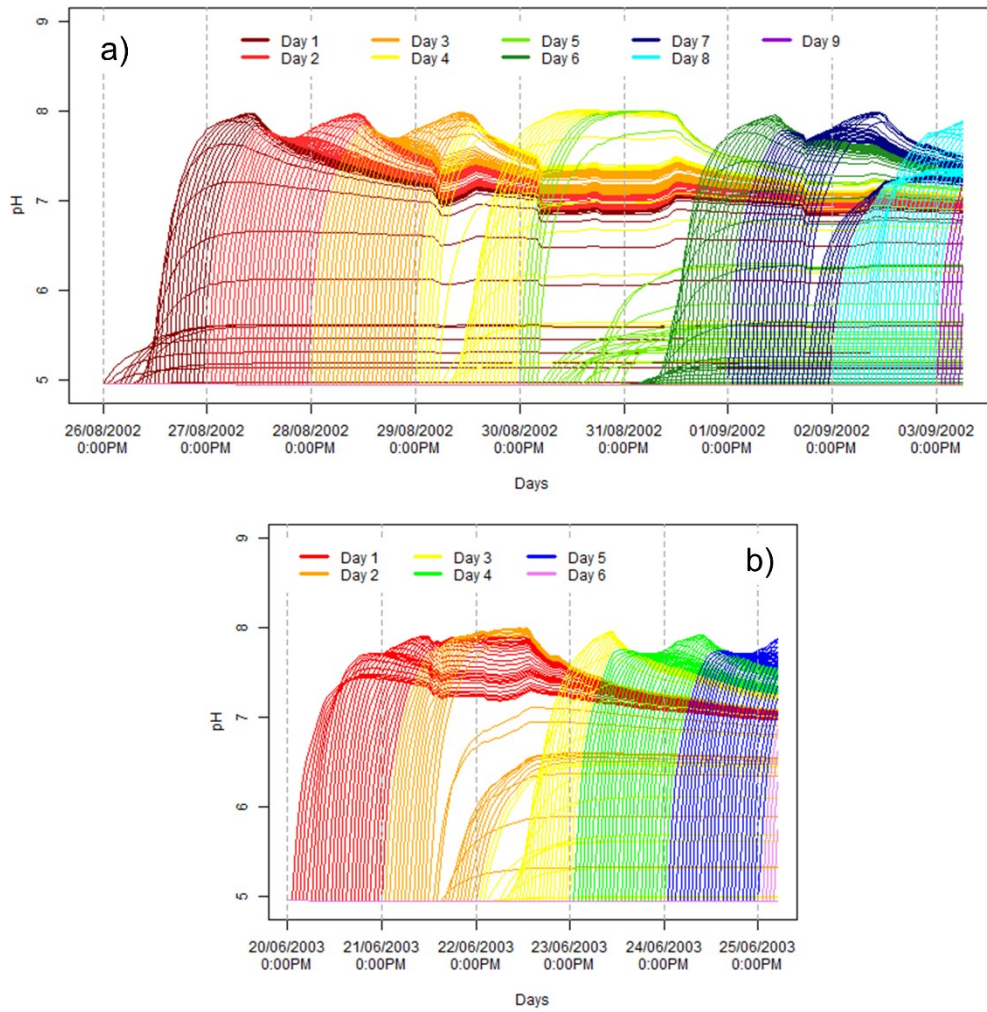 a)
Day 1 Day 3 Day 5 Day 7 Day 9
Day 2 Day 4 Day 6 Day 8
9
8
7
6
5
pH
26/08/2002 27/08/2002 28/08/2002 29/08/2002 30/08/2002 31/08/2002 01/09/2002 02/09/2002 03/09/2002
0:00PM 0:00PM 0:00PM 0:00PM 0:00PM 0:00PM 0:00PM 0:00PM 0:00PM
Days
b)
Day 1 Day 3 Day 5
Day 2 Day 4 Day 6
9
8
7
6
5
pH
20/06/2003 21/06/2003 22/06/2003 23/06/2003 24/06/2003 25/06/2003
0:00PM 0:00PM 0:00PM 0:00PM 0:00PM 0:00PM
Days